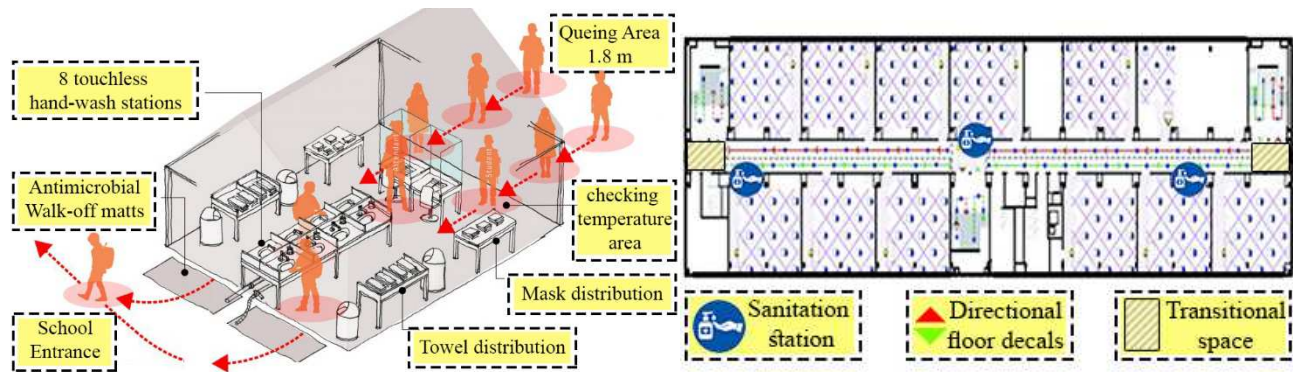 8 touchless
hand-wash stations
Queing Area
1.8 m
Antimicrobial
Walk-off matts
checking
temperature
area
Mask distribution
School
Entrance
Towel distribution
Sanitation
station
Directional
floor decals
Transitional
space